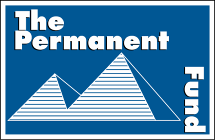 The
Permanent
Fund